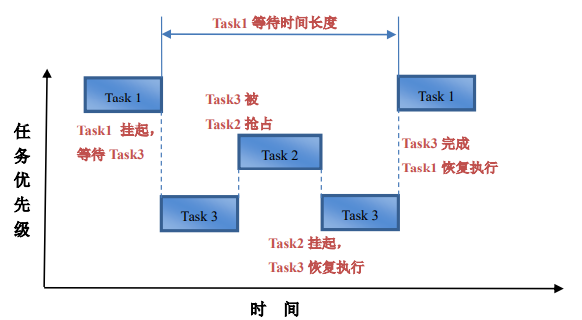 Task1 等待时间长度
Task 1
Task 1
Task3 被
Task2 抢占
Task1 挂起，
等待 Task3
Task 2
Task3 完成
Task1 恢复执行
Task 3
Task 3
Task2 挂起，
Task3 恢复执行
任务优先级
时 间